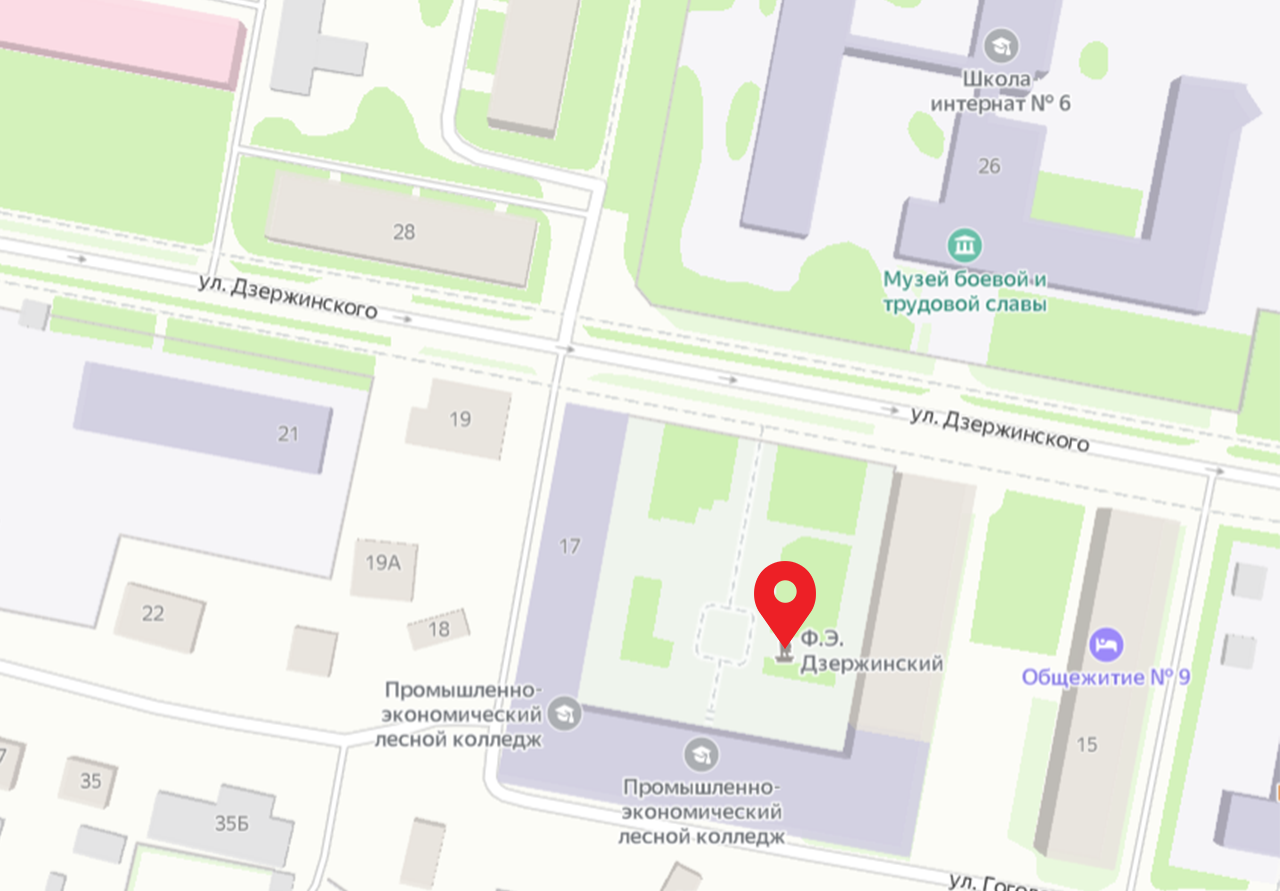 Школа-
интернат № 6
26
28
Музей боевой и
трудовой славы
ул. Дзержинского
ул. Дзержинского
19
21
17
19А
22
18
Ф.Э.
Дзержинский
Общежитие № 9
Промышленно-
экономический
лесной колледж
15
35
Промышленно-
экономический
лесной колледж
35Б